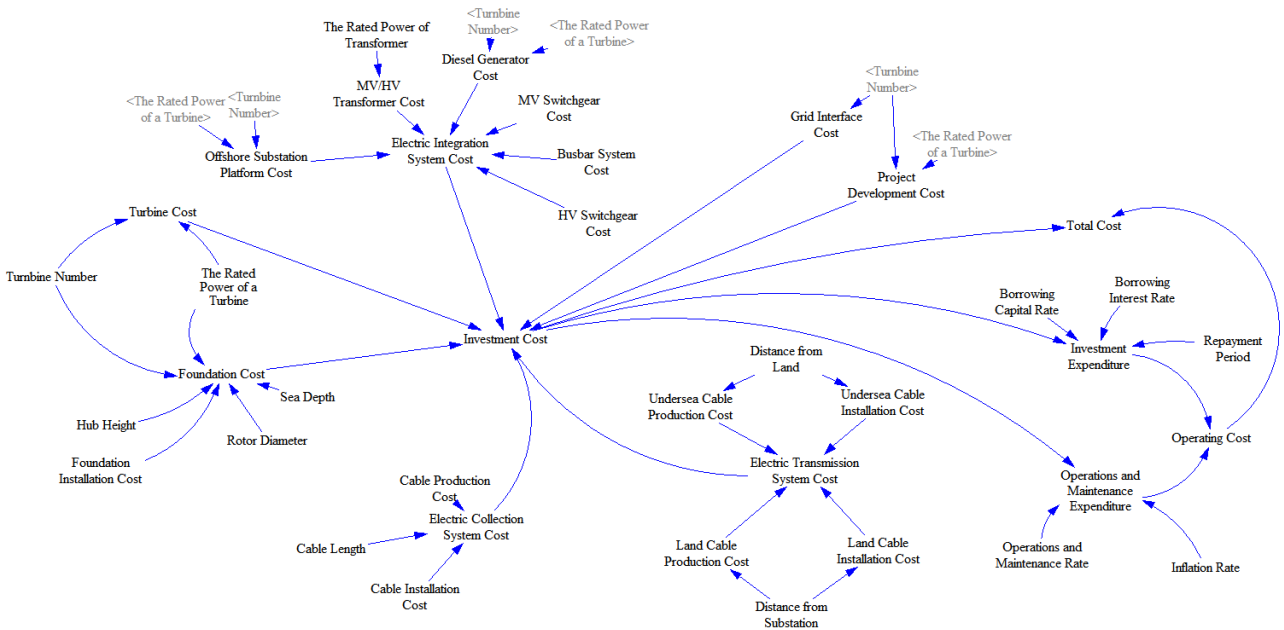 The Rated Power of
Transformer
<Turnbine
Number>
<The Rated Power
of a Turbine>
Diesel Generator
Cost
MV/HV
Transformer Cost
<The Rated Power
of a Turbine>
<Turnbine
Number>
MV Switchgear
Cost
Electric Integration
System Cost
Offshore Substation
Platform Cost
Busbar System
Cost
HV Switchgear
Cost
<Turnbine
Number>
Grid Interface
Cost
<The Rated Power
of a Turbine>
Project
Development Cost
Turbine Cost
Total Cost
Turnbine Number
The Rated
Power of a
Turbine
Borrowing
Capital Rate
Borrowing
Interest Rate
Investment Cost
Investment
Expenditure
Repayment
Period
Distance from
Land
Foundation Cost
Sea Depth
Undersea Cable
Production Cost
Undersea Cable
Installation Cost
Hub Height
Rotor Diameter
Operating Cost
Foundation
Installation Cost
Electric Transmission
System Cost
Operations and
Maintenance
Expenditure
Cable Production
Cost
Electric Collection
System Cost
Cable Length
Cable Installation
Cost
Land Cable
Production Cost
Land Cable
Installation Cost
Operations and
Maintenance Rate
Inflation Rate
Distance from
Substation